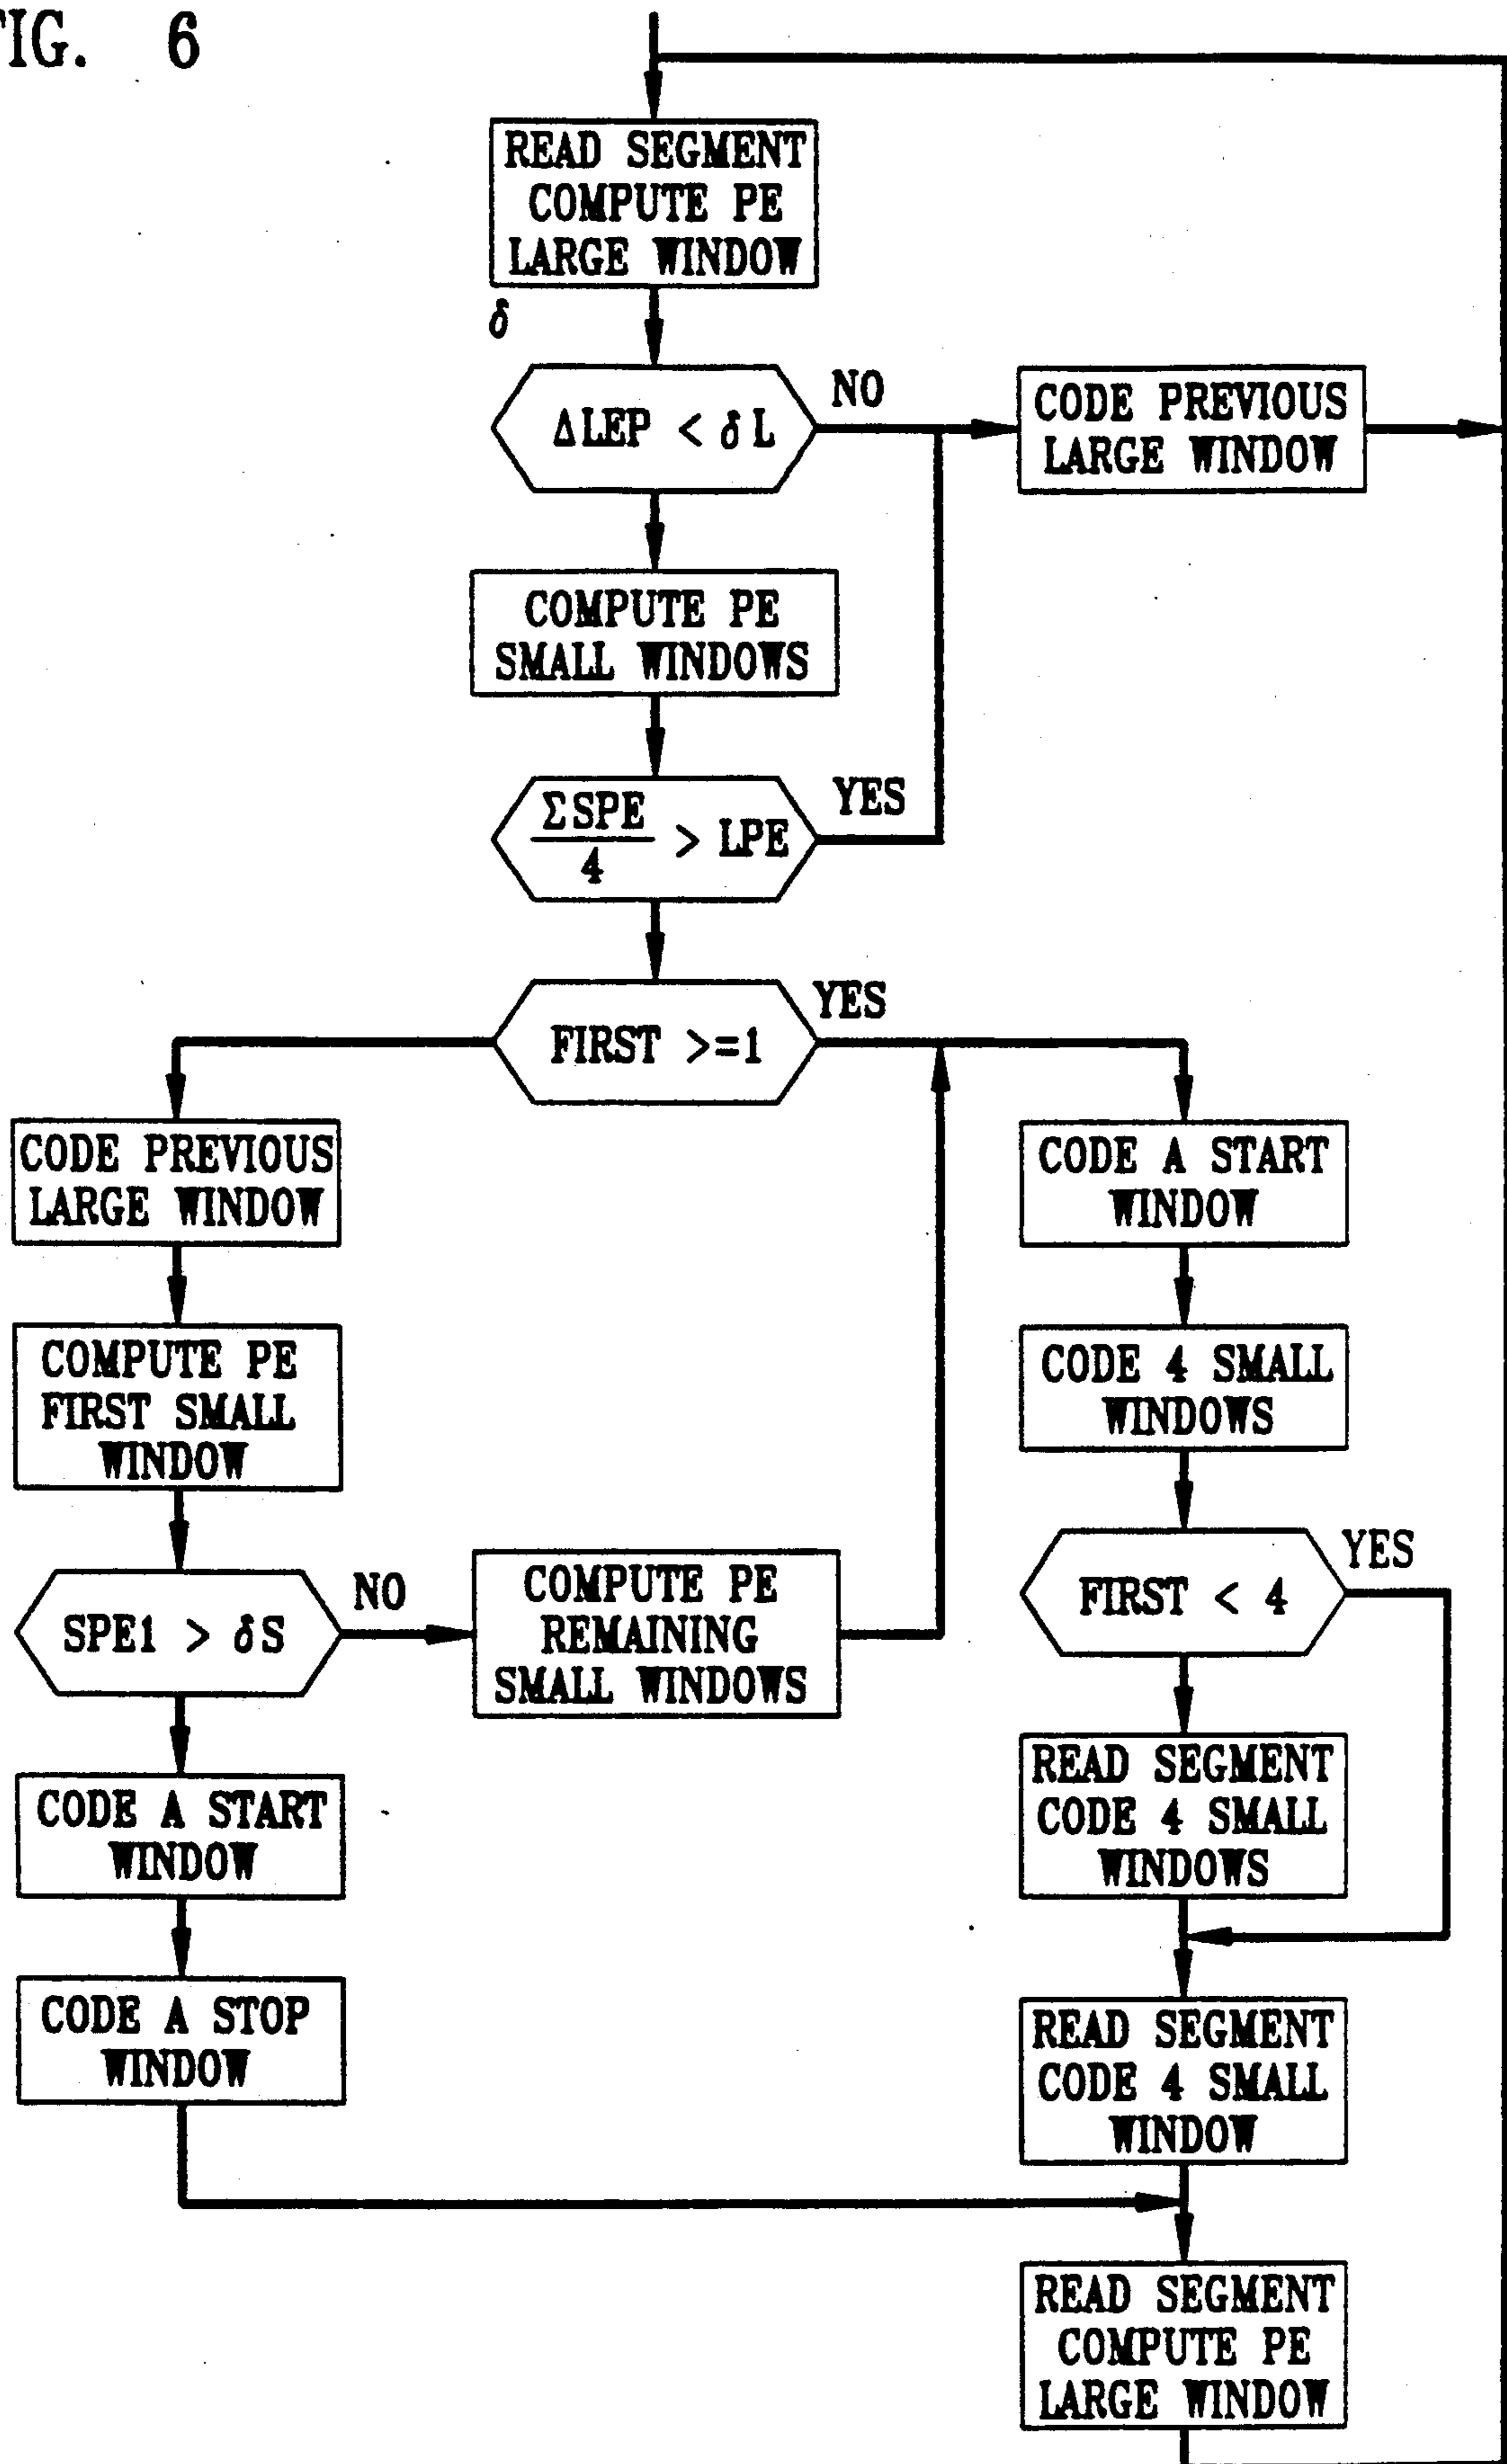 FIG. 6
READ SEGMENT
COMPUTE PE
LARGE WINDOW
δ
ΔLEP < δL
NO
CODE PREVIOUS
LARGE WINDOW
COMPUTE PE
SMALL WINDOWS
ΣSPE
4
> LPE
YES
FIRST >=1
YES
CODE PREVIOUS
LARGE WINDOW
COMPUTE PE
FIRST SMALL
WINDOW
SPE1 > δS
NO
COMPUTE PE
REMAINING
SMALL WINDOWS
CODE A START
WINDOW
CODE A STOP
WINDOW
CODE A START
WINDOW
CODE 4 SMALL
WINDOWS
FIRST < 4
YES
READ SEGMENT
CODE 4 SMALL
WINDOWS
READ SEGMENT
CODE 4 SMALL
WINDOW
READ SEGMENT
COMPUTE PE
LARGE WINDOW